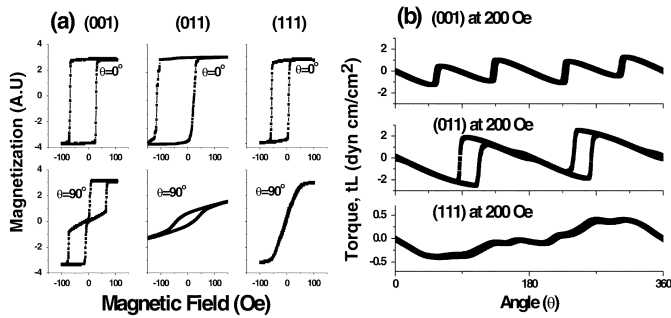 (a)
(001)
(011)
(111)
4
2
0
-2
-4
θ=0°
θ=0°
θ=0°
4
2
0
-2
-4
θ=90°
θ=90°
θ=90°
-100 0 100
-100 0 100
-100 0 100
Magnetization (A.U)
Magnetic Field (Oe)
(b)
(001) at 200 Oe
2
0
-2
(011) at 200 Oe
2
0
-2
(111) at 200 Oe
0.5
0.0
-0.5
0 180 360
Torque, tL (dyn cm/cm²)
Angle (θ)